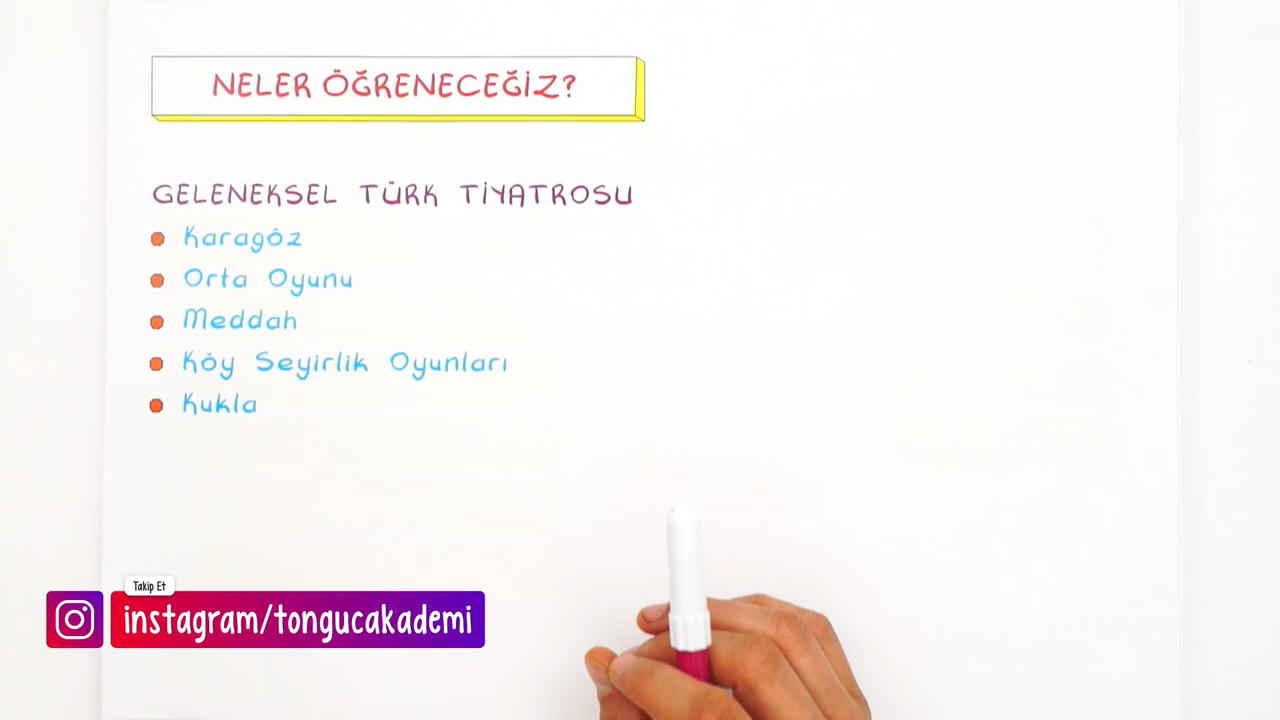 NELER ÖĞRENECEĞİZ?
GELENEKSEL TÜRK TİYATROSU
Karagöz
Orta Oyunu
Meddah
Köy Seyirlik Oyunları
Kukla
Takip Et
instagram/tongucakademi